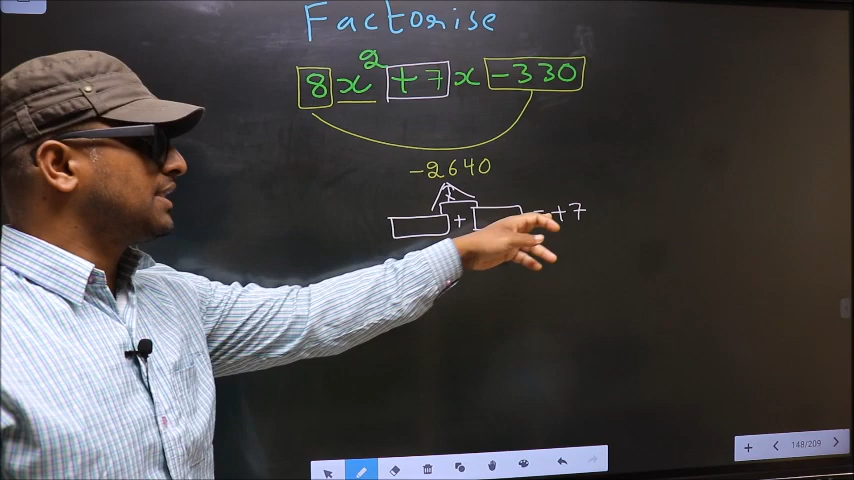 Factorise
8x² +7x -330
-2640
+ = +7
148/209